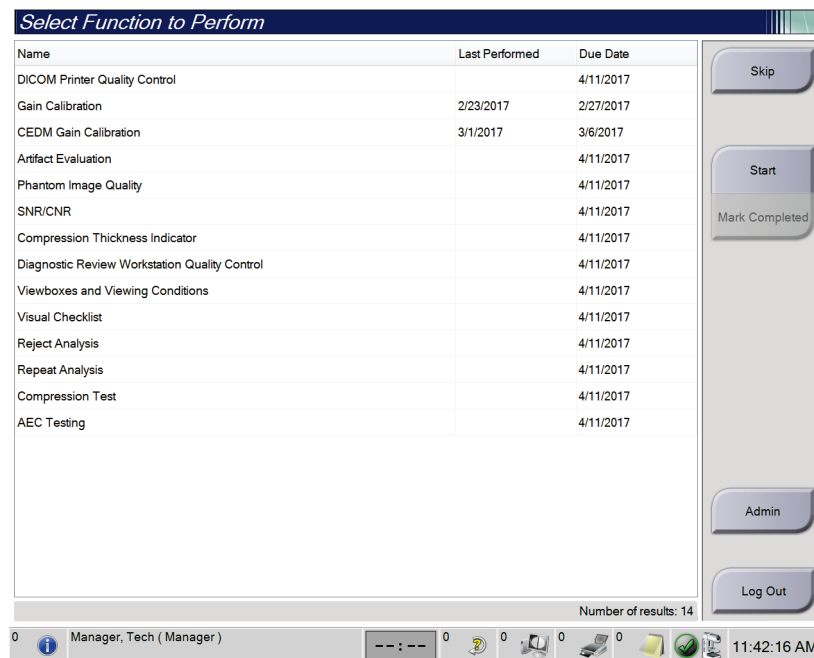 Select Function to Perform
Name Last Performed Due Date
DICOM Printer Quality Control 4/11/2017
Gain Calibration 2/23/2017 2/27/2017
CEDM Gain Calibration 3/1/2017 3/6/2017
Artifact Evaluation 4/11/2017
Phantom Image Quality 4/11/2017
SNR/CNR 4/11/2017
Compression Thickness Indicator 4/11/2017
Diagnostic Review Workstation Quality Control 4/11/2017
Viewboxes and Viewing Conditions 4/11/2017
Visual Checklist 4/11/2017
Reject Analysis 4/11/2017
Repeat Analysis 4/11/2017
Compression Test 4/11/2017
AEC Testing 4/11/2017
Number of results: 14
Skip
Start
Mark Completed
Admin
Log Out
0 Manager, Tech ( Manager ) --:-- 0 0 0 0 11:42:16 AM